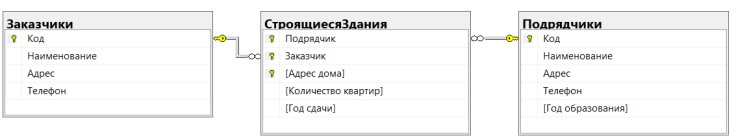 Заказчики
Код
Наименование
Адрес
Телефон
СтроящиесяЗдания
Подрядчик
Заказчик
[Адрес дома]
[Количество квартир]
[Год сдачи]
Подрядчики
Код
Наименование
Адрес
Телефон
[Год образования]